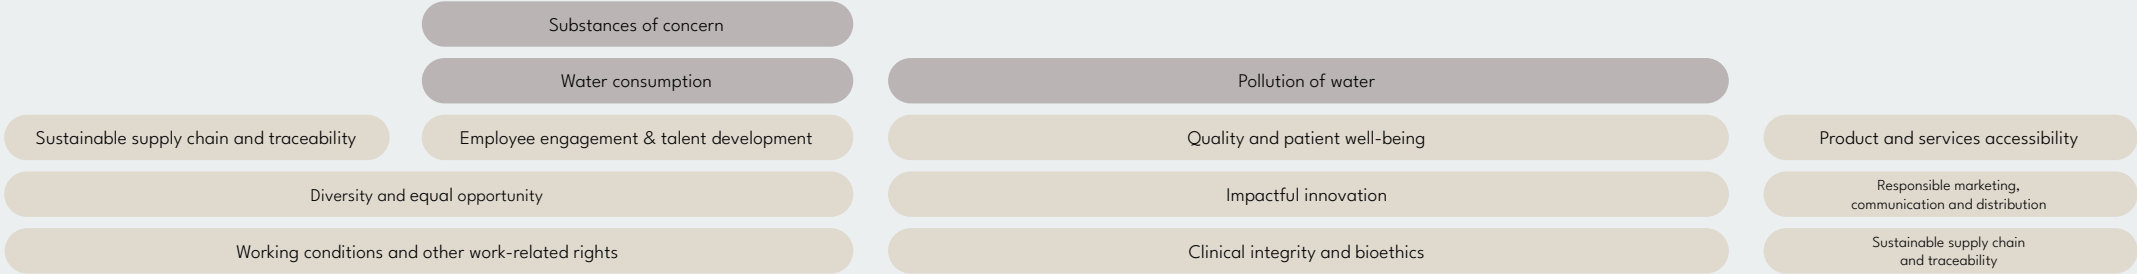 Substances of concern
Water consumption
Pollution of water
Sustainable supply chain and traceability
Employee engagement & talent development
Quality and patient well-being
Product and services accessibility
Diversity and equal opportunity
Impactful innovation
Responsible marketing,
communication and distribution
Working conditions and other work-related rights
Clinical integrity and bioethics
Sustainable supply chain
and traceability